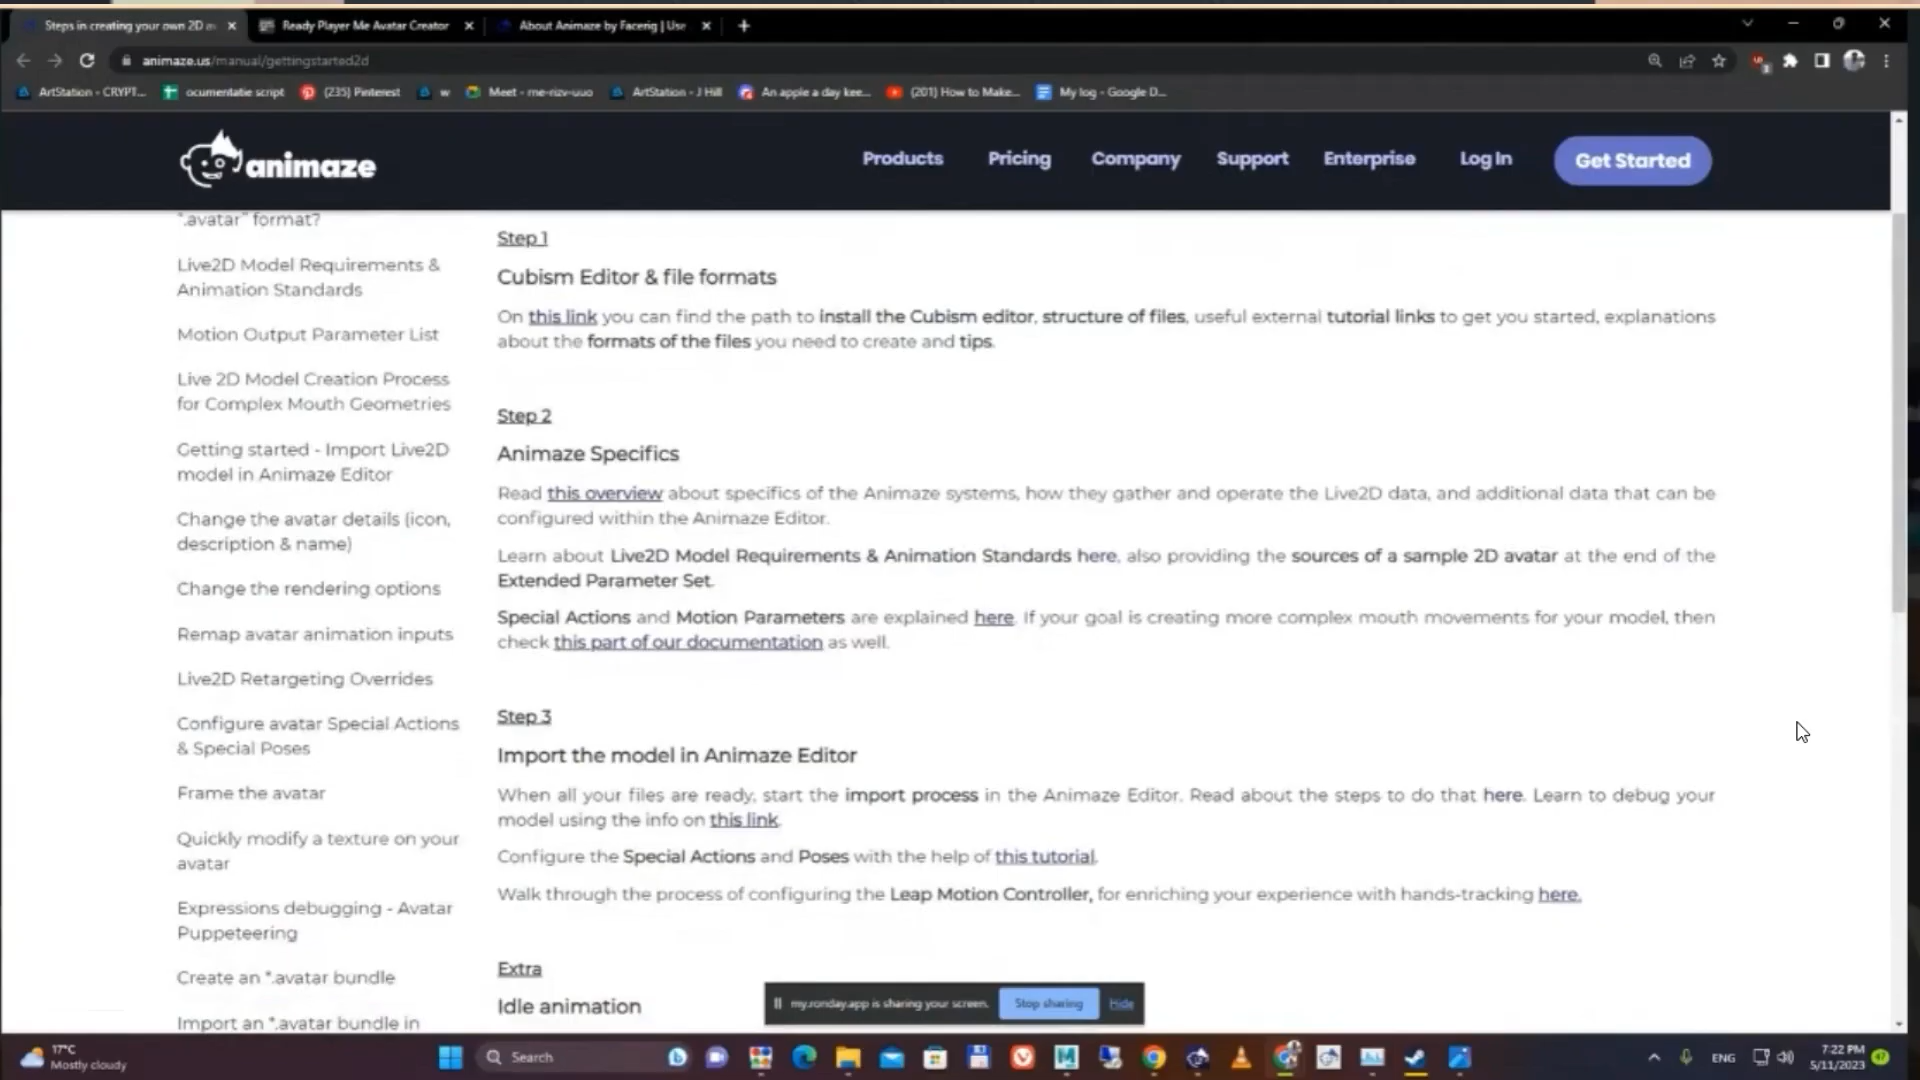 Steps in creating your own 2D a
Ready Player Me Avatar Creator
About Animaze by Facerig | Use
animaze.us/manual/gettingstarted2d
ArtStation - CRYPT...
ocumentatie script
(235) Pinterest
w
Meet - rne-rizv-uuo
ArtStation - J Hill
An apple a day kee...
(201) How to Make...
My log - Google D...
animaze
Products
Pricing
Company
Support
Enterprise
Log In
Get Started
".avatar" format?
Live2D Model Requirements &
Animation Standards
Motion Output Parameter List
Live 2D Model Creation Process
for Complex Mouth Geometries
Getting started - Import Live2D
model in Animaze Editor
Change the avatar details (icon,
description & name)
Change the rendering options
Remap avatar animation inputs
Live2D Retargeting Overrides
Configure avatar Special Actions
& Special Poses
Frame the avatar
Quickly modify a texture on your
avatar
Expressions debugging - Avatar
Puppeteering
Create an *.avatar bundle
Import an *.avatar bundle in
Step 1
Cubism Editor & file formats
On this link you can find the path to install the Cubism editor, structure of files, useful external tutorial links to get you started, explanations
about the formats of the files you need to create and tips.
Step 2
Animaze Specifics
Read this overview about specifics of the Animaze systems, how they gather and operate the Live2D data, and additional data that can be
configured within the Animaze Editor.
Learn about Live2D Model Requirements & Animation Standards here, also providing the sources of a sample 2D avatar at the end of the
Extended Parameter Set.
Special Actions and Motion Parameters are explained here. If your goal is creating more complex mouth movements for your model, then
check this part of our documentation as well.
Step 3
Import the model in Animaze Editor
When all your files are ready, start the import process in the Animaze Editor. Read about the steps to do that here. Learn to debug your
model using the info on this link.
Configure the Special Actions and Poses with the help of this tutorial.
Walk through the process of configuring the Leap Motion Controller, for enriching your experience with hands-tracking here.
Extra
Idle animation
my.ronday.app is sharing your screen.
Stop sharing
Hide
17°C
Mostly cloudy
Search
ENG
7:22 PM
5/11/2023